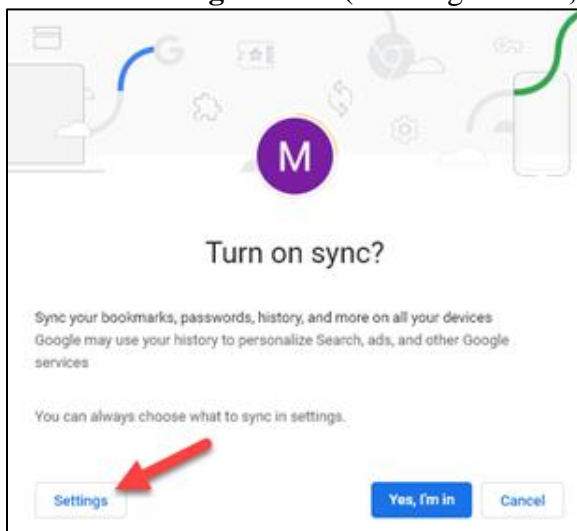 G
M
Turn on sync?
Sync your bookmarks, passwords, history, and more on all your devices
Google may use your history to personalize Search, ads, and other Google
services
You can always choose what to sync in settings.
Settings Yes, I'm in Cancel